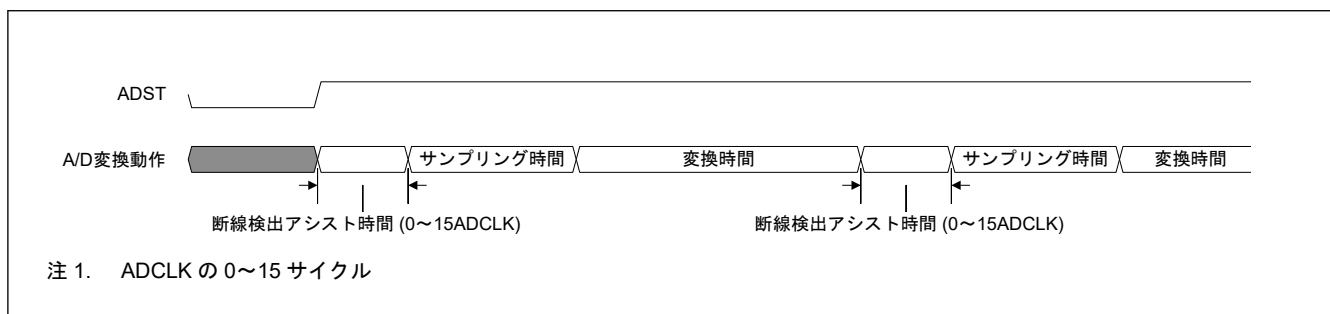 ADST
A/D変換動作
サンプリング時間 変換時間 サンプリング時間 変換時間
断線検出アシスト時間 (0～15ADCLK) 断線検出アシスト時間 (0～15ADCLK)
注 1. ADCLK の 0～15 サイクル